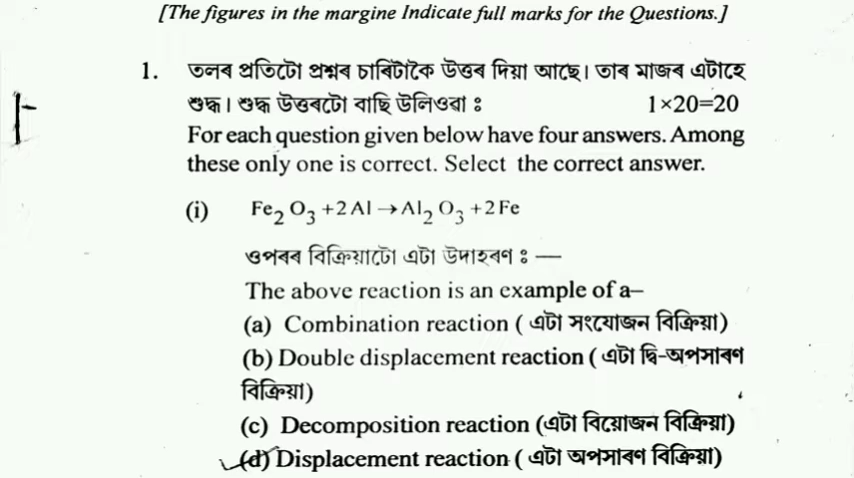 [The figures in the margine Indicate full marks for the Questions.]
1. তলৰ প্ৰতিটো প্ৰশ্নৰ চাৰিটাকৈ উত্তৰ দিয়া আছে। তাৰ মাজৰ এটাহে
শুদ্ধ। শুদ্ধ উত্তৰটো বাছি উলিওৱা ঃ 1×20=20
For each question given below have four answers. Among
these only one is correct. Select the correct answer.
(i) Fe₂O₃ +2Al →Al₂O₃ +2Fe
ওপৰৰ বিক্ৰিয়াটো এটা উদাহৰণ ঃ —
The above reaction is an example of a–
(a) Combination reaction ( এটা সংযোজন বিক্ৰিয়া)
(b) Double displacement reaction ( এটা দ্বি-অপসাৰণ
বিক্ৰিয়া)
(c) Decomposition reaction (এটা বিয়োজন বিক্ৰিয়া)
(d) Displacement reaction ( এটা অপসাৰণ বিক্ৰিয়া)